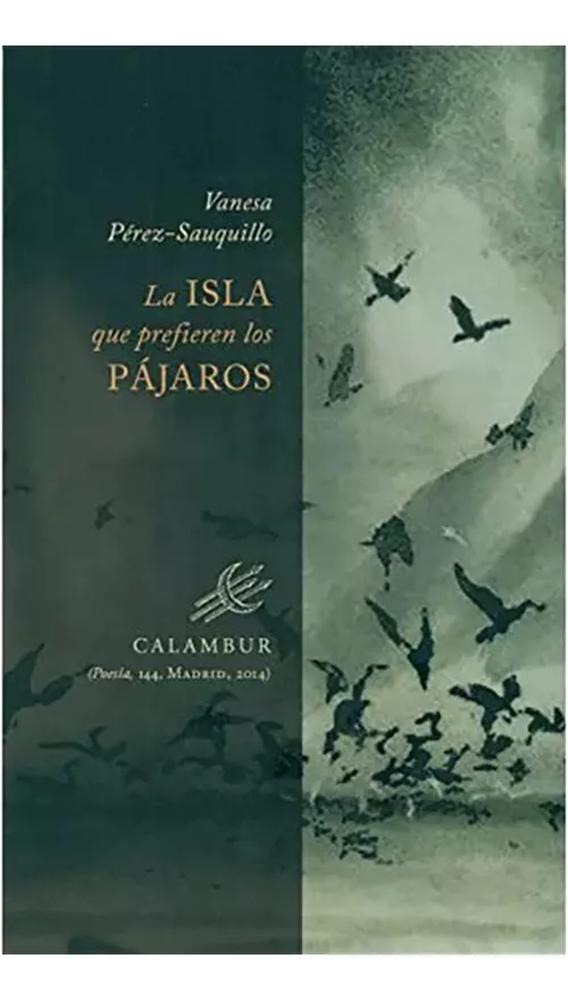 Vanesa
Pérez-Sauquillo
La ISLA
que prefieren los
PÁJAROS
CALAMBUR
(Poesía, 144, MADRID, 2014)